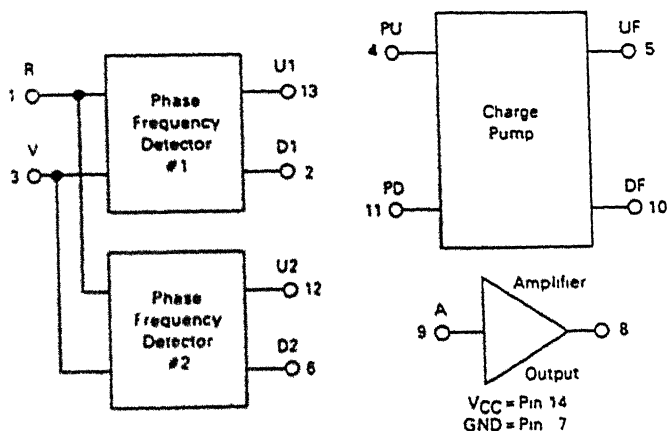 R
1
V
3
Phase
Frequency
Detector
#1
U1
13
D1
2
Phase
Frequency
Detector
#2
U2
12
D2
6
PU
4
PD
11
Charge
Pump
UF
5
DF
10
Amplifier
A
9
8
Output
VCC = Pin 14
GND = Pin 7